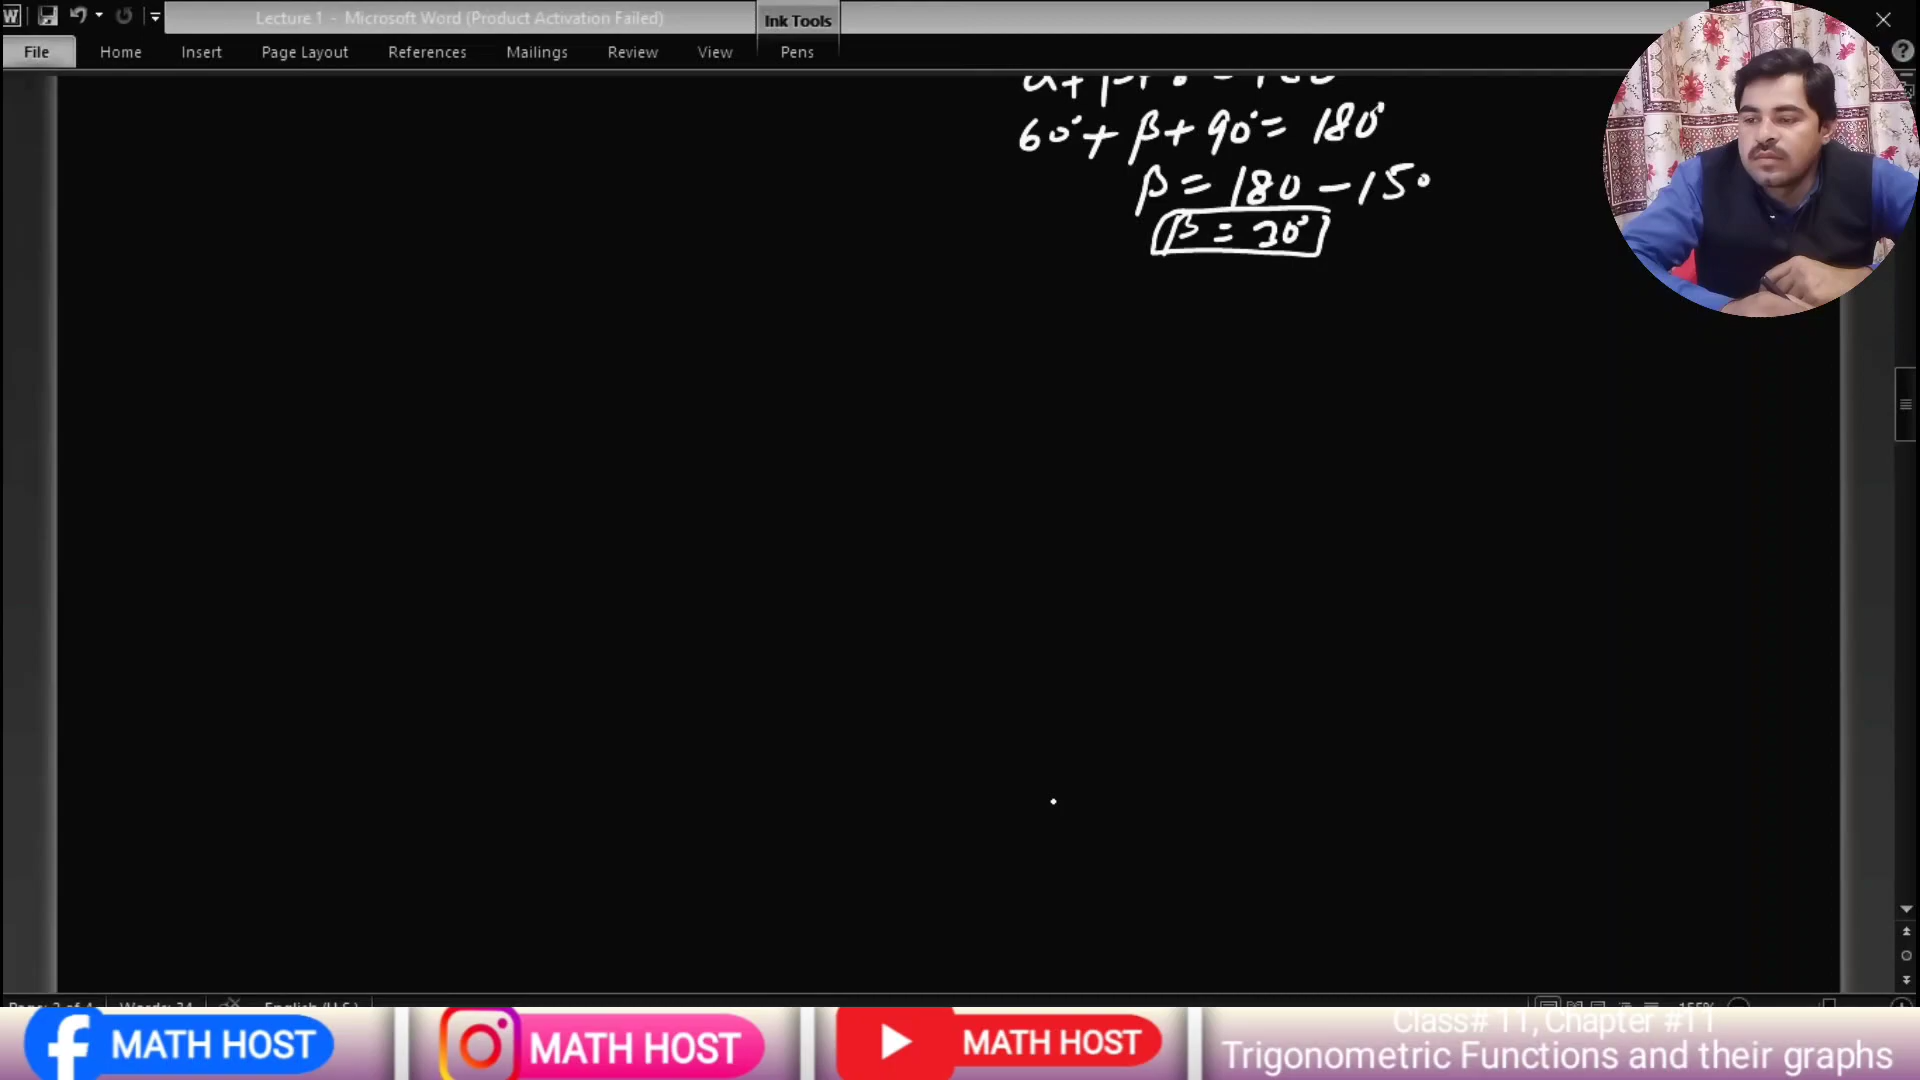 Lecture 1 - Microsoft Word (Product Activation Failed)
Ink Tools
File Home Insert Page Layout References Mailings Review View Pens
60° + β + 90° = 180°
β = 180 - 150
β = 30°
English (U.S.)
155%
MATH HOST
MATH HOST
MATH HOST
Class# 11, Chapter #11
Trigonometric Functions and their graphs